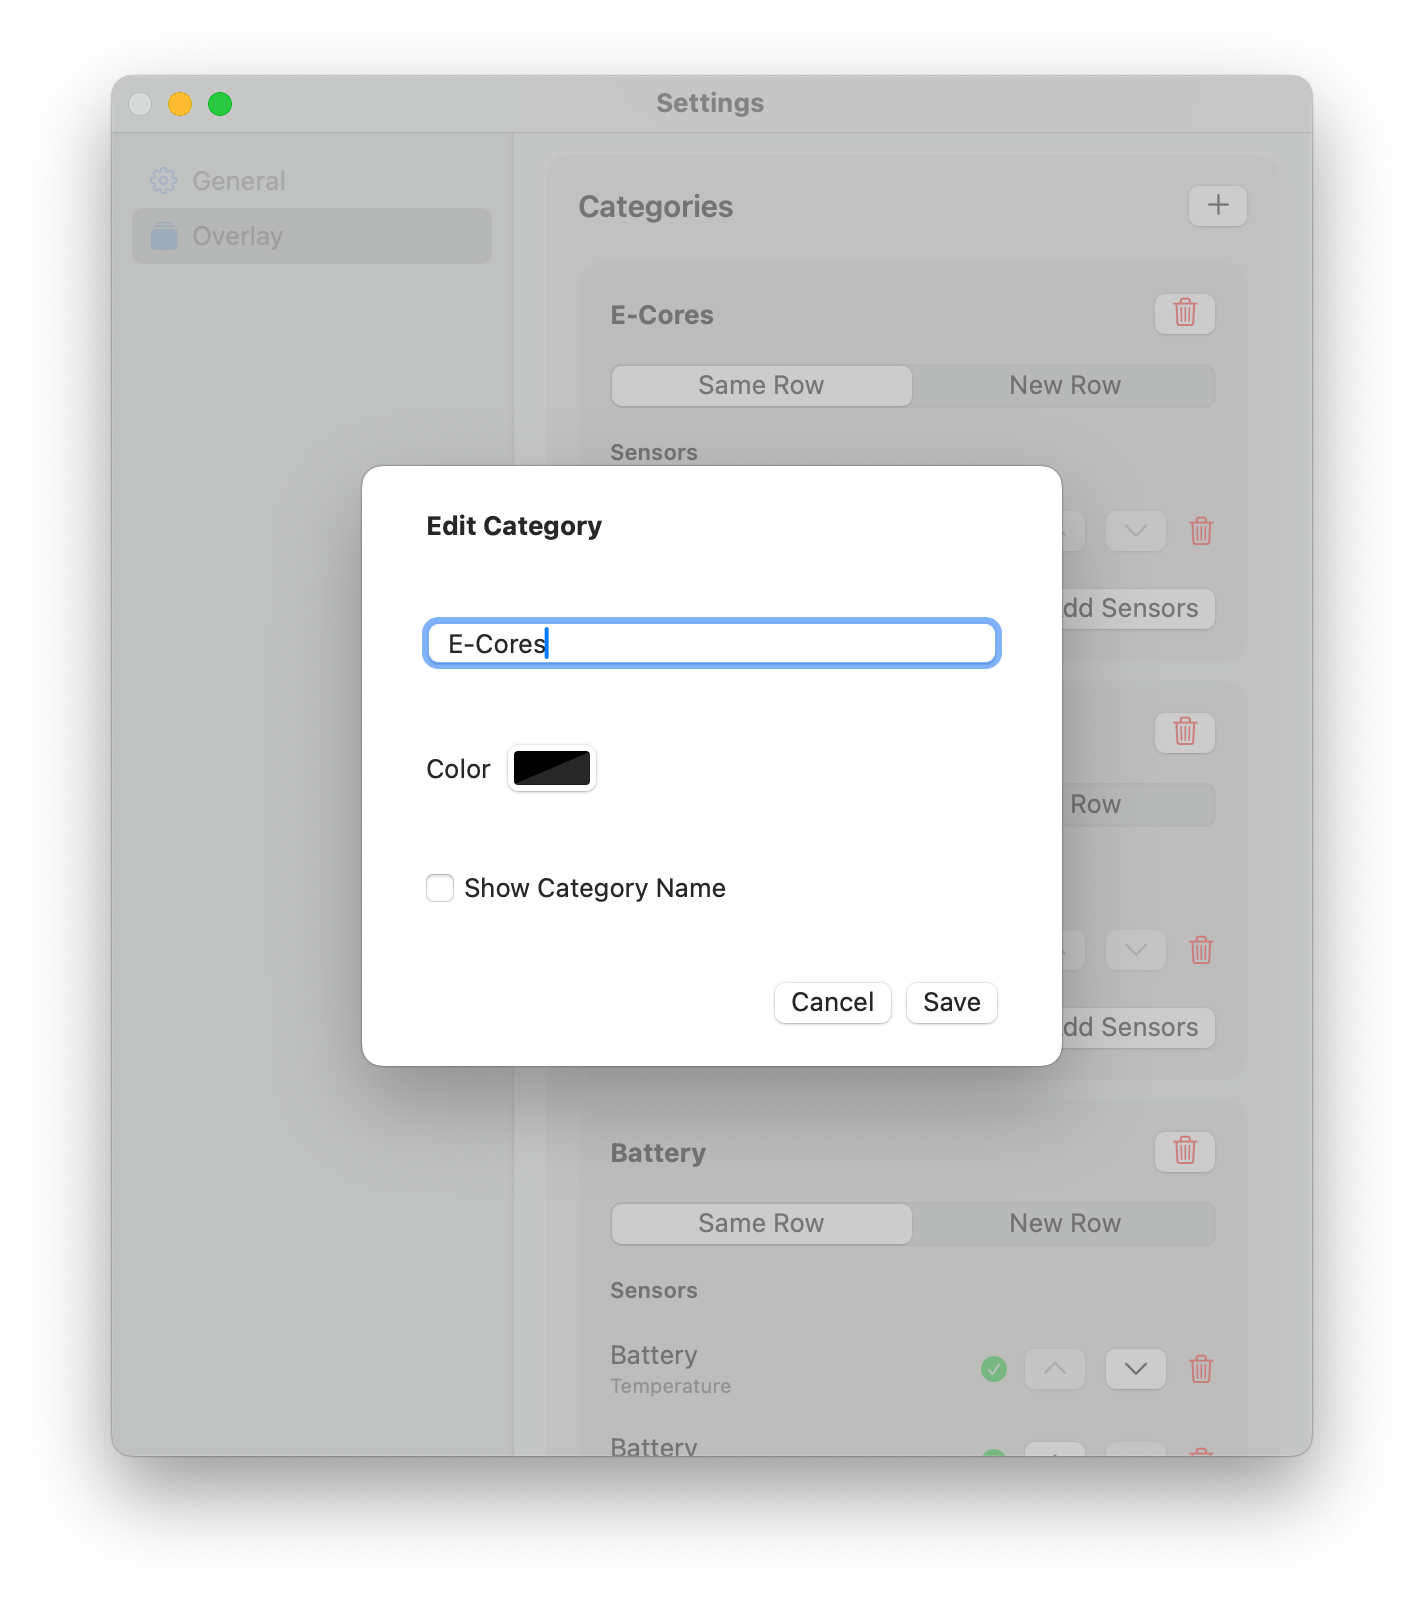 Settings
General
Overlay
Categories
E-Cores
Same Row New Row
Sensors
Edit Category
E-Cores
Color
Show Category Name
Cancel Save
dd Sensors
Row
dd Sensors
Battery
Same Row New Row
Sensors
Battery
Temperature
Battery